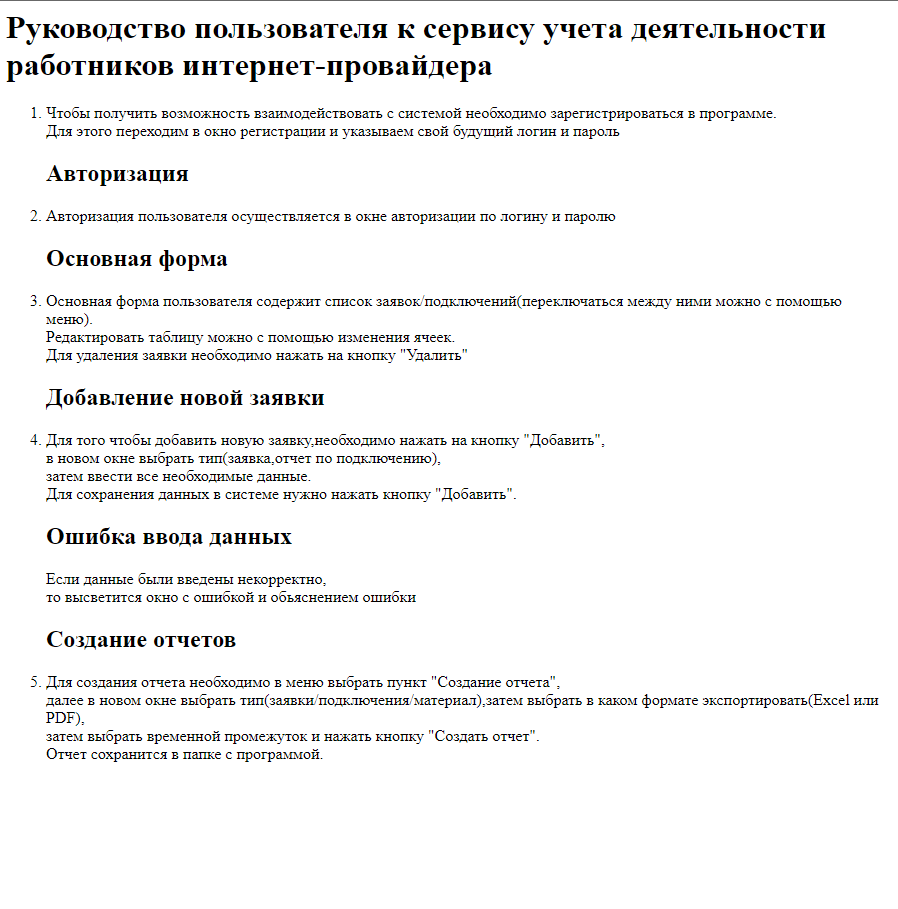 Руководство пользователя к сервису учета деятельности
работников интернет-провайдера
1. Чтобы получить возможность взаимодействовать с системой необходимо зарегистрироваться в программе.
Для этого переходим в окно регистрации и указываем свой будущий логин и пароль
Авторизация
2. Авторизация пользователя осуществляется в окне авторизации по логину и паролю
Основная форма
3. Основная форма пользователя содержит список заявок/подключений(переключаться между ними можно с помощью
меню).
Редактировать таблицу можно с помощью изменения ячеек.
Для удаления заявки необходимо нажать на кнопку "Удалить"
Добавление новой заявки
4. Для того чтобы добавить новую заявку,необходимо нажать на кнопку "Добавить",
в новом окне выбрать тип(заявка,отчет по подключению),
затем ввести все необходимые данные.
Для сохранения данных в системе нужно нажать кнопку "Добавить".
Ошибка ввода данных
Если данные были введены некорректно,
то высветится окно с ошибкой и обьяснением ошибки
Создание отчетов
5. Для создания отчета необходимо в меню выбрать пункт "Создание отчета",
далее в новом окне выбрать тип(заявки/подключения/материал),затем выбрать в каком формате экспортировать(Excel или
PDF),
затем выбрать временной промежуток и нажать кнопку "Создать отчет".
Отчет сохранится в папке с программой.